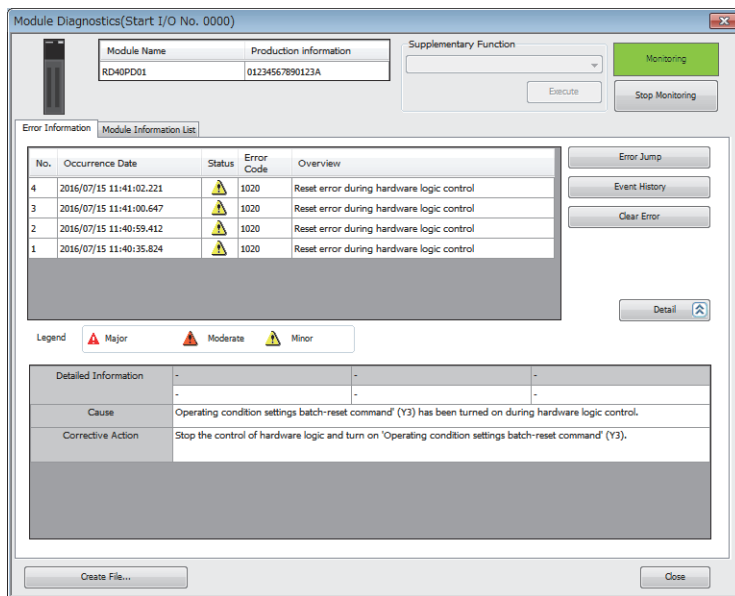 Module Diagnostics(Start I/O No. 0000)
Module Name Production information
RD40PD01 01234567890123A
Supplementary Function
Execute
Monitoring
Stop Monitoring
Error Information Module Information List
No. Occurrence Date Status Error Code Overview
4 2016/07/15 11:41:02.221 1020 Reset error during hardware logic control
3 2016/07/15 11:41:00.647 1020 Reset error during hardware logic control
2 2016/07/15 11:40:59.412 1020 Reset error during hardware logic control
1 2016/07/15 11:40:35.824 1020 Reset error during hardware logic control
Error Jump
Event History
Clear Error
Detail
Legend Major Moderate Minor
Detailed Information - - -
- - -
Cause Operating condition settings batch-reset command' (Y3) has been turned on during hardware logic control.
Corrective Action Stop the control of hardware logic and turn on 'Operating condition settings batch-reset command' (Y3).
Create File... Close